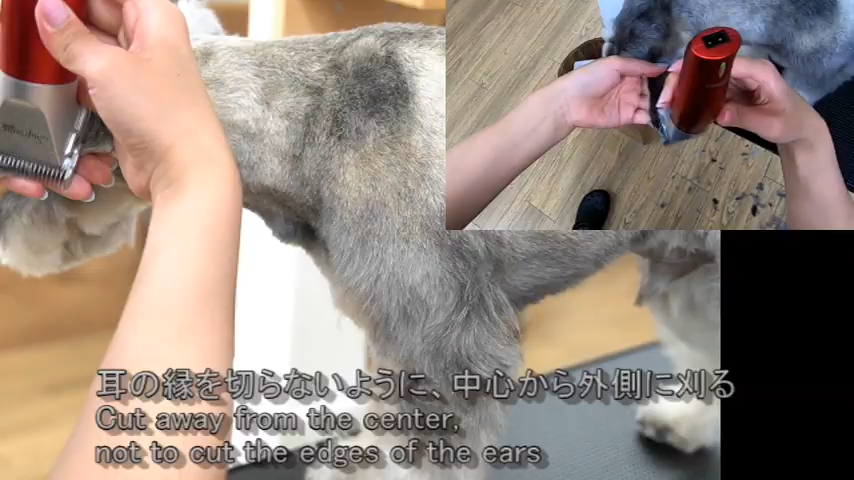 耳の縁を切らないように、中心から外側に刈る
Cut away from the center,
not to cut the edges of the ears